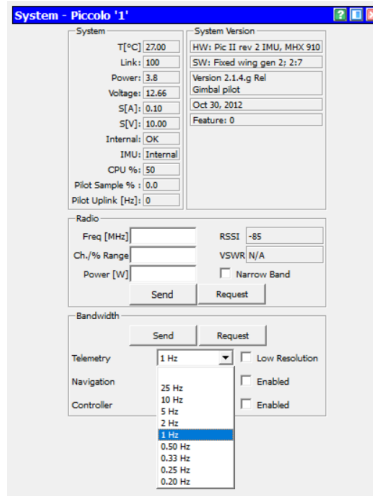 System - Piccolo '1'
System
T[°C] 27.00
Link: 100
Power: 3.8
Voltage: 12.66
S[A]: 0.10
S[V]: 10.00
Internal: OK
IMU: Internal
CPU %: 50
Pilot Sample % : 0.0
Pilot Uplink [Hz]: 0
System Version
HW: Pic II rev 2 IMU, MHX 910
SW: Fixed wing gen 2; 2:7
Version 2.1.4.g Rel
Gimbal pilot
Oct 30, 2012
Feature: 0
Radio
Freq [MHz] RSSI -85
Ch./% Range VSWR N/A
Power [W] Narrow Band
Send Request
Bandwidth
Send Request
Telemetry 1 Hz Low Resolution
Navigation Enabled
Controller Enabled
25 Hz
10 Hz
5 Hz
2 Hz
1 Hz
0.50 Hz
0.33 Hz
0.25 Hz
0.20 Hz